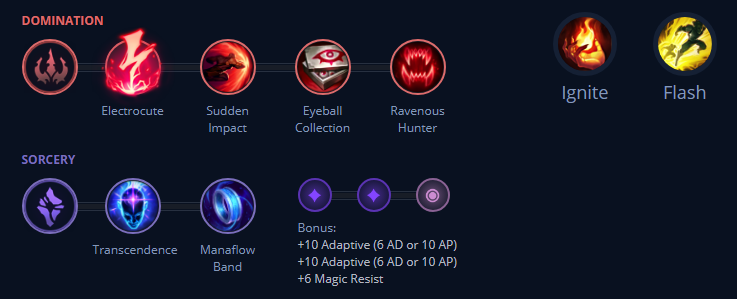 DOMINATION
Electrocute
Sudden
Impact
Eyeball
Collection
Ravenous
Hunter
Ignite
Flash
SORCERY
Transcendence
Manaflow
Band
Bonus:
+10 Adaptive (6 AD or 10 AP)
+10 Adaptive (6 AD or 10 AP)
+6 Magic Resist